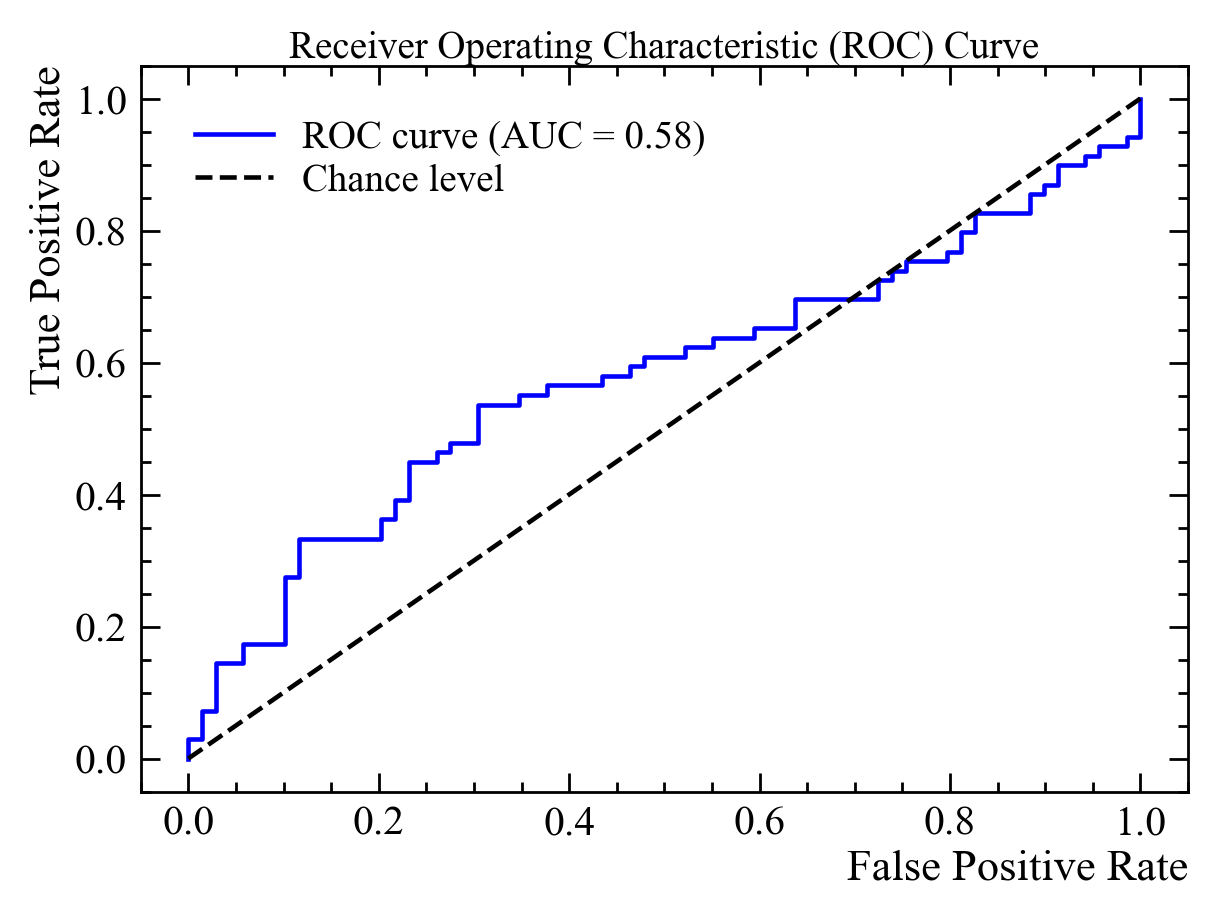 Receiver Operating Characteristic (ROC) Curve
True Positive Rate
1.0
0.8
0.6
0.4
0.2
0.0
ROC curve (AUC = 0.58)
Chance level
0.0 0.2 0.4 0.6 0.8 1.0
False Positive Rate